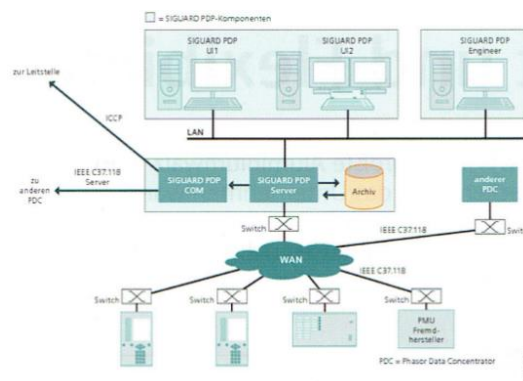 = SIGUARD PDP-Komponenten
SIGUARD PDP
UI1
SIGUARD PDP
UI2
SIGUARD PDP
Engineer
zur Leitstelle
ICCP
LAN
IEEE C37.118
Server
zu
anderen
PDC
SIGUARD PDP
COM
SIGUARD PDP
Server
Archiv
anderer
PDC
Switch
IEEE C37.118
Swit
WAN
IEEE C37.118
Switch
Switch
Switch
Switch
PMU
Fremd-
hersteller
PDC = Phasor Data Concentrator